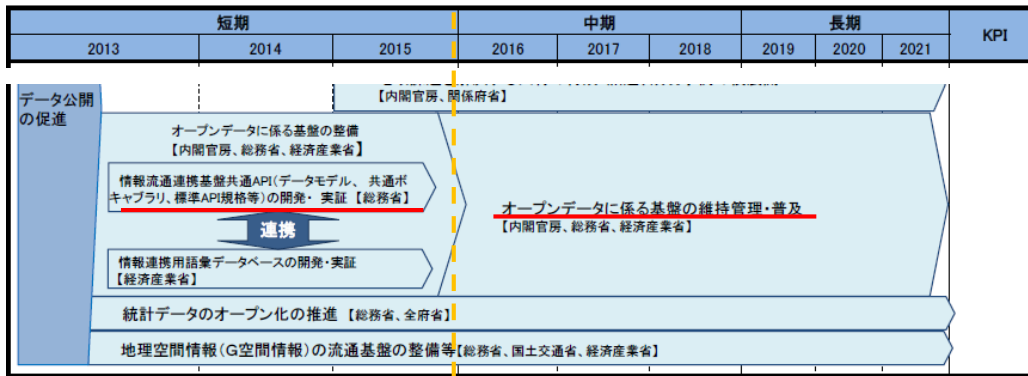 短期 中期 長期 KPI
2013 2014 2015 2016 2017 2018 2019 2020 2021
【内閣官房、関係府省】
データ公開
の促進
オープンデータに係る基盤の整備
【内閣官房、総務省、経済産業省】
情報流通連携基盤共通API(データモデル、 共通ボ
キャブラリ、標準API規格等)の開発・ 実証 【総務省】
連携
情報連携用語彙データベースの開発・実証
【経済産業省】
オープンデータに係る基盤の維持管理・普及
【内閣官房、総務省、経済産業省】
統計データのオープン化の推進 【総務省、全府省】
地理空間情報(G空間情報)の流通基盤の整備等【総務省、国土交通省、経済産業省】